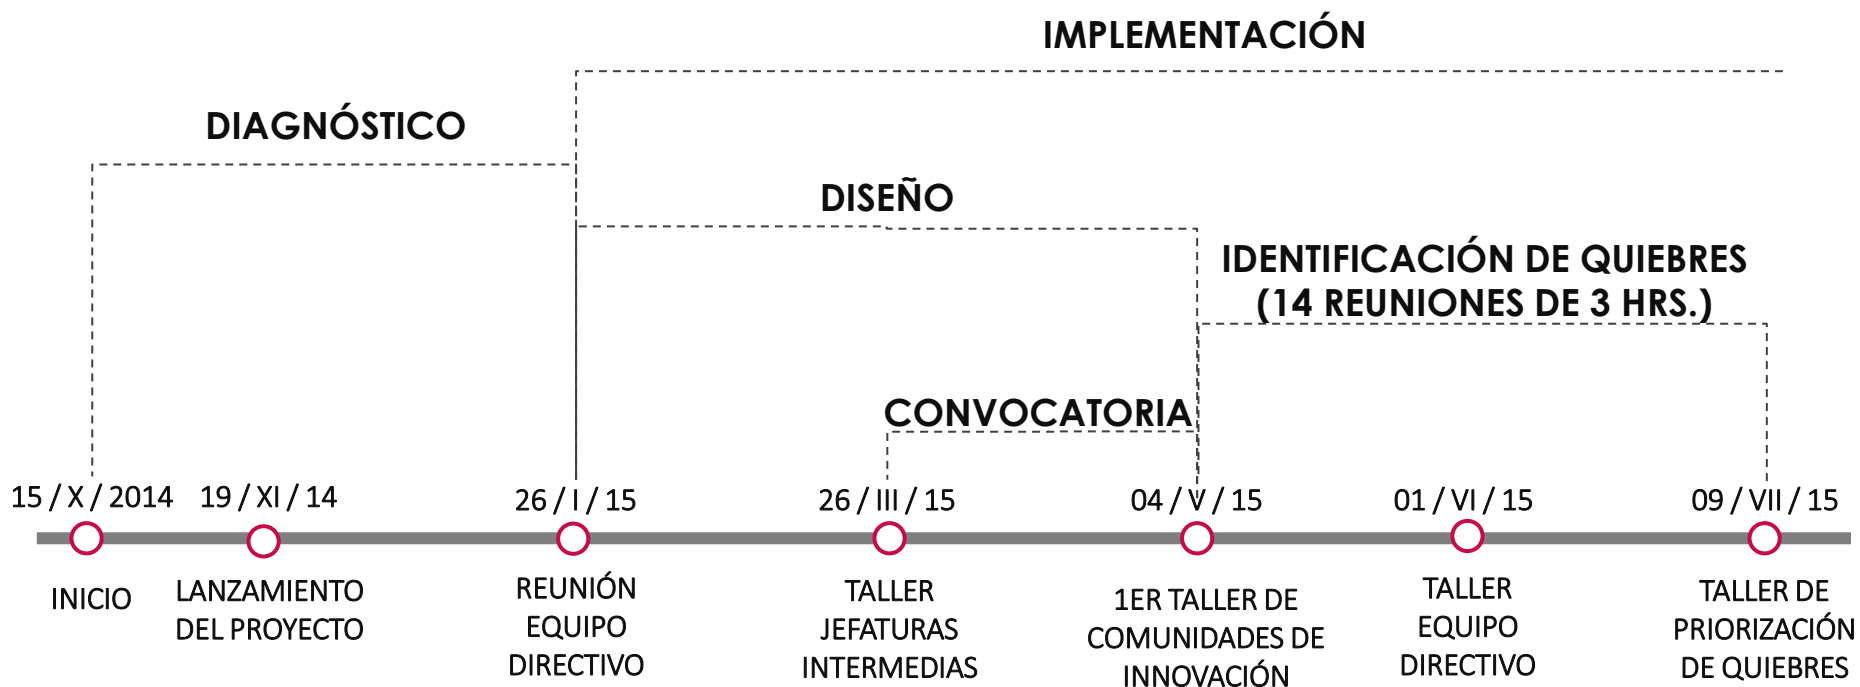 IMPLEMENTACIÓN
DIAGNÓSTICO
DISEÑO
IDENTIFICACIÓN DE QUIEBRES
(14 REUNIONES DE 3 HRS.)
CONVOCATORIA
15 / X / 2014
19 / XI / 14
26 / I / 15
26 / III / 15
04 / V / 15
01 / VI / 15
09 / VII / 15
INICIO
LANZAMIENTO
DEL PROYECTO
REUNIÓN
EQUIPO
DIRECTIVO
TALLER
JEFATURAS
INTERMEDIAS
1ER TALLER DE
COMUNIDADES DE
INNOVACIÓN
TALLER
EQUIPO
DIRECTIVO
TALLER DE
PRIORIZACIÓN
DE QUIEBRES